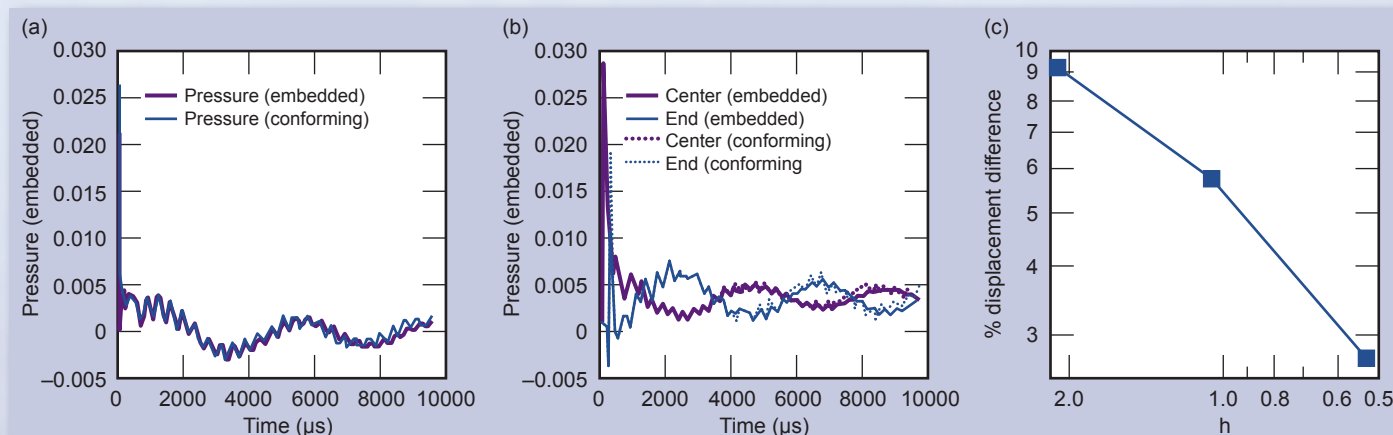 (a)
Pressure (embedded)
0.030
0.025
0.020
0.015
0.010
0.005
0
–0.005
Pressure (embedded)
Pressure (conforming)
0 2000 4000 6000 8000 10000
Time (µs)
(b)
Pressure (embedded)
0.030
0.025
0.020
0.015
0.010
0.005
0
–0.005
Center (embedded)
End (embedded)
Center (conforming)
End (conforming
0 2000 4000 6000 8000 10000
Time (µs)
(c)
% displacement difference
10
9
8
7
6
5
4
3
2.0 1.0 0.8 0.6 0.5
h